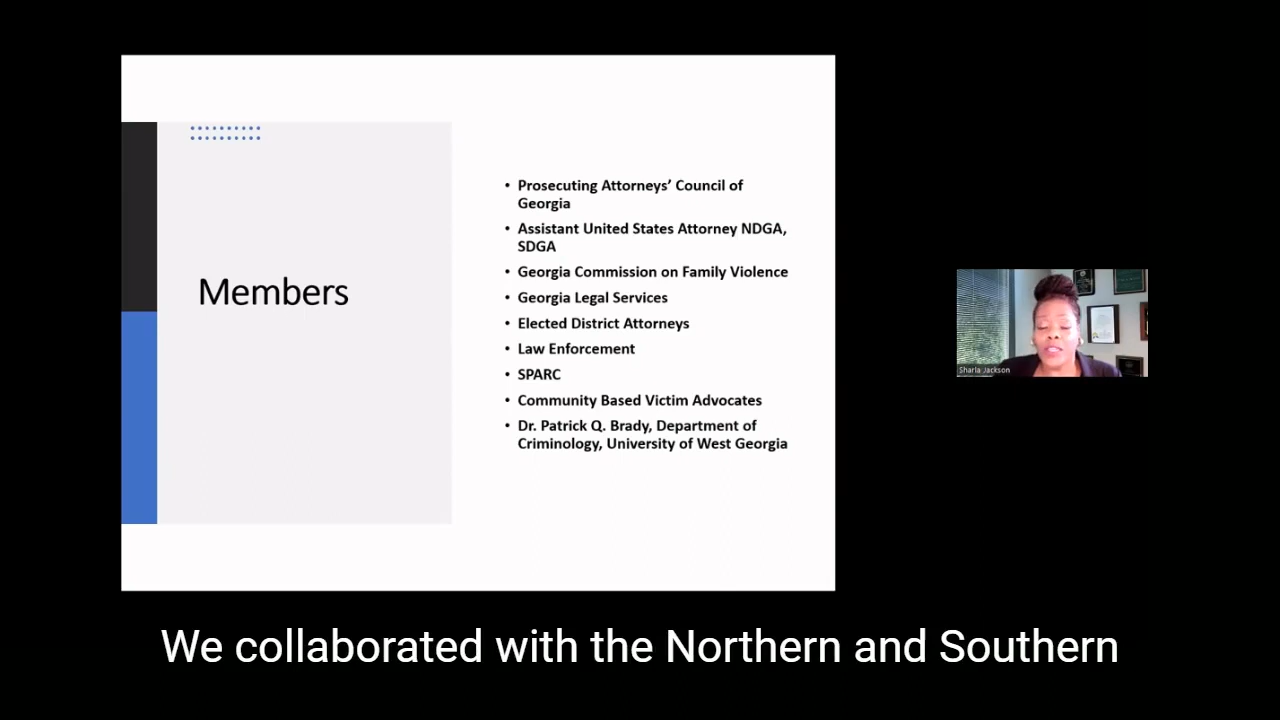 Members
• Prosecuting Attorneys' Council of
Georgia
• Assistant United States Attorney NDGA,
SDGA
• Georgia Commission on Family Violence
• Georgia Legal Services
• Elected District Attorneys
• Law Enforcement
• SPARC
• Community Based Victim Advocates
• Dr. Patrick Q. Brady, Department of
Criminology, University of West Georgia
Sharla Jackson
We collaborated with the Northern and Southern